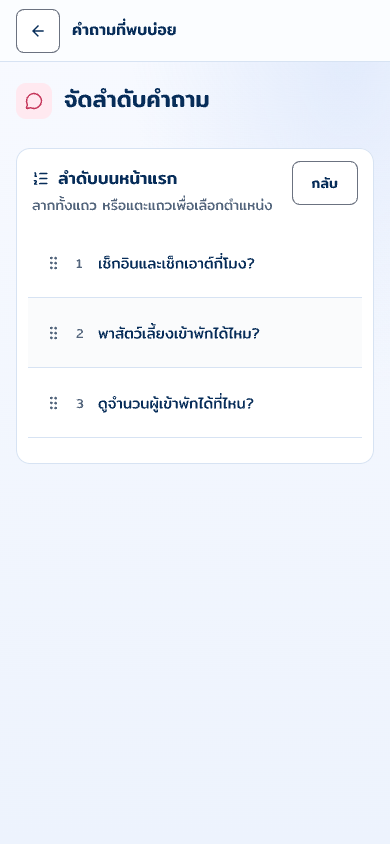 คำถามที่พบบ่อย
จัดลำดับคำถาม
ลำดับบนหน้าแรก
ลากทั้งแถว หรือแตะแถวเพื่อเลือกตำแหน่ง
กลับ
1 เช็กอินและเช็กเอาต์กี่โมง?
2 พาสัตว์เลี้ยงเข้าพักได้ไหม?
3 ดูจำนวนผู้เข้าพักได้ที่ไหน?